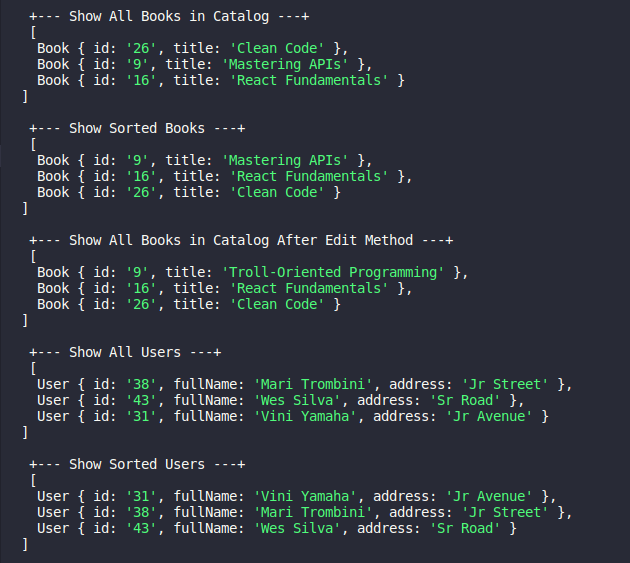 +--- Show All Books in Catalog ---+
[
Book { id: '26', title: 'Clean Code' },
Book { id: '9', title: 'Mastering APIs' },
Book { id: '16', title: 'React Fundamentals' }
]
+--- Show Sorted Books ---+
[
Book { id: '9', title: 'Mastering APIs' },
Book { id: '16', title: 'React Fundamentals' },
Book { id: '26', title: 'Clean Code' }
]
+--- Show All Books in Catalog After Edit Method ---+
[
Book { id: '9', title: 'Troll-Oriented Programming' },
Book { id: '16', title: 'React Fundamentals' },
Book { id: '26', title: 'Clean Code' }
]
+--- Show All Users ---+
[
User { id: '38', fullName: 'Mari Trombini', address: 'Jr Street' },
User { id: '43', fullName: 'Wes Silva', address: 'Sr Road' },
User { id: '31', fullName: 'Vini Yamaha', address: 'Jr Avenue' }
]
+--- Show Sorted Users ---+
[
User { id: '31', fullName: 'Vini Yamaha', address: 'Jr Avenue' },
User { id: '38', fullName: 'Mari Trombini', address: 'Jr Street' },
User { id: '43', fullName: 'Wes Silva', address: 'Sr Road' }
]